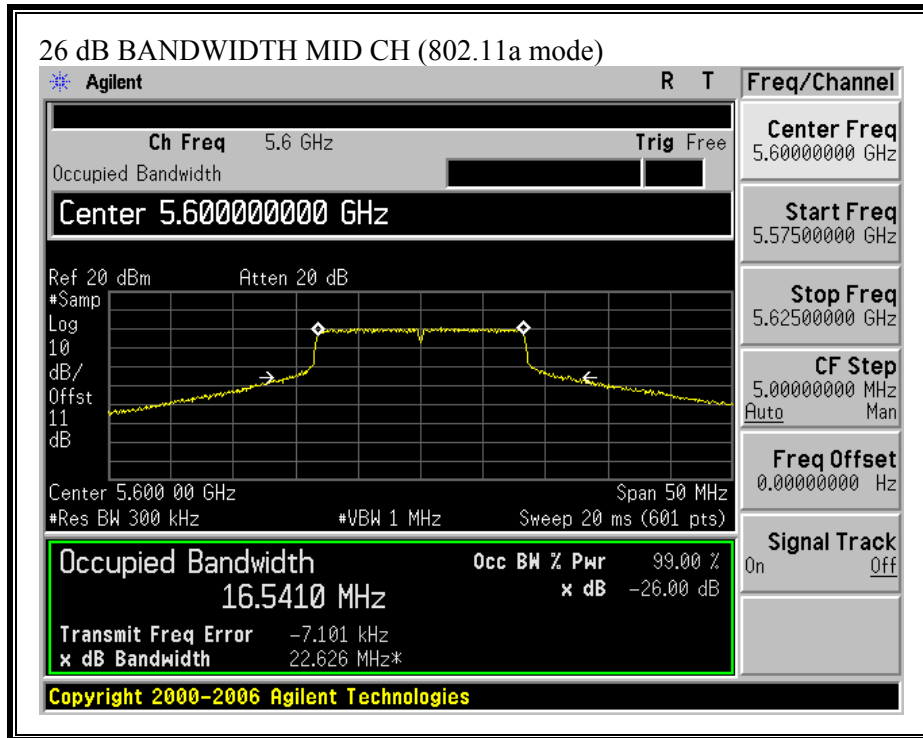 26 dB BANDWIDTH MID CH (802.11a mode)
Agilent R T
Ch Freq 5.6 GHz Trig Free
Occupied Bandwidth
Center 5.600000000 GHz
Ref 20 dBm Atten 20 dB
#Samp
Log
10
dB/
Offst
11
dB
Center 5.600 00 GHz Span 50 MHz
#Res BW 300 kHz #VBW 1 MHz Sweep 20 ms (601 pts)
Occupied Bandwidth Occ BW % Pwr 99.00 %
16.5410 MHz x dB -26.00 dB
Transmit Freq Error -7.101 kHz
x dB Bandwidth 22.626 MHz*
Copyright 2000-2006 Agilent Technologies
Freq/Channel
Center Freq
5.60000000 GHz
Start Freq
5.57500000 GHz
Stop Freq
5.62500000 GHz
CF Step
5.00000000 MHz
Auto Man
Freq Offset
0.00000000 Hz
Signal Track
On Off